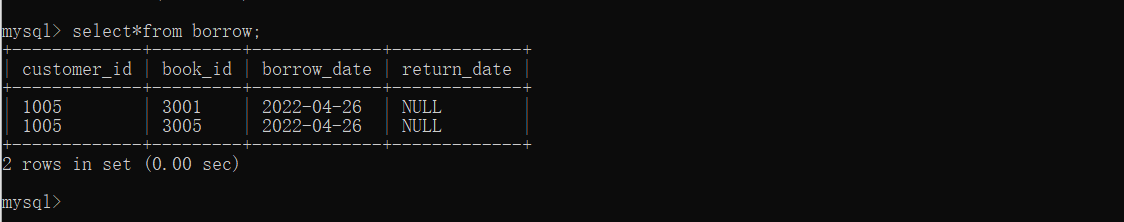 mysql> select*from borrow;
+-------------+---------+-------------+-------------+
| customer_id | book_id | borrow_date | return_date |
+-------------+---------+-------------+-------------+
| 1005        | 3001    | 2022-04-26  | NULL        |
| 1005        | 3005    | 2022-04-26  | NULL        |
+-------------+---------+-------------+-------------+
2 rows in set (0.00 sec)
mysql>